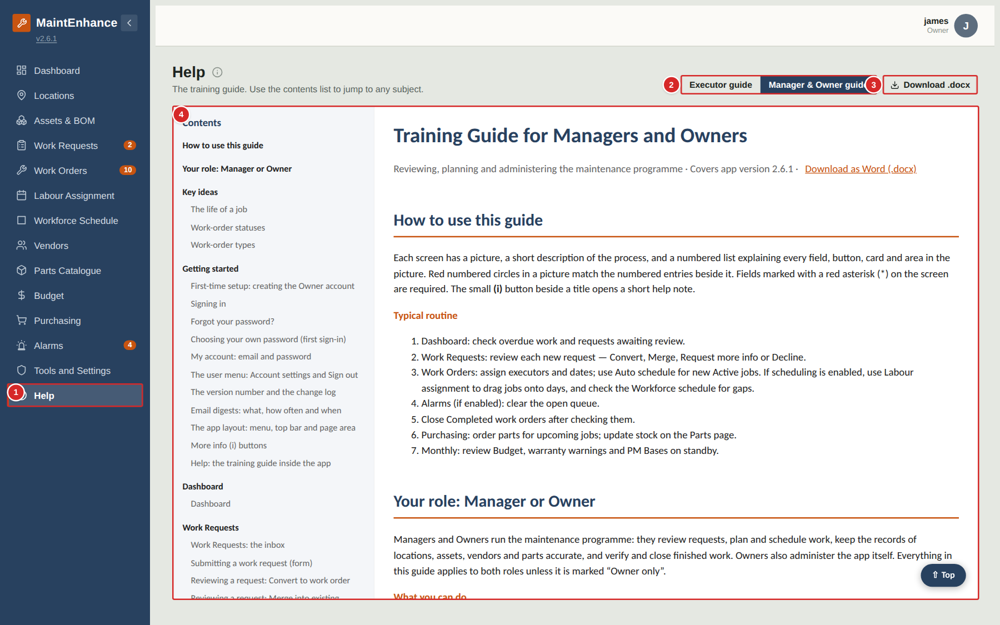 MaintEnhance
v2.6.1
Dashboard
Locations
Assets & BOM
Work Requests 2
Work Orders 10
Labour Assignment
Workforce Schedule
Vendors
Parts Catalogue
Budget
Purchasing
Alarms 4
Tools and Settings
1 Help
james
Owner
J
Help
The training guide. Use the contents list to jump to any subject.
2 Executor guide Manager & Owner guide 3 Download .docx
4
Contents
How to use this guide
Your role: Manager or Owner
Key ideas
The life of a job
Work-order statuses
Work-order types
Getting started
First-time setup: creating the Owner account
Signing in
Forgot your password?
Choosing your own password (first sign-in)
My account: email and password
The user menu: Account settings and Sign out
The version number and the change log
Email digests: what, how often and when
The app layout: menu, top bar and page area
More info (i) buttons
Help: the training guide inside the app
Dashboard
Dashboard
Work Requests
Work Requests: the inbox
Submitting a work request (form)
Reviewing a request: Convert to work order
Reviewing a request: Merge into existing
Training Guide for Managers and Owners
Reviewing, planning and administering the maintenance programme · Covers app version 2.6.1 · Download as Word (.docx)
How to use this guide
Each screen has a picture, a short description of the process, and a numbered list explaining every field, button, card and area in the
picture. Red numbered circles in a picture match the numbered entries beside it. Fields marked with a red asterisk (*) on the screen
are required. The small (i) button beside a title opens a short help note.
Typical routine
1. Dashboard: check overdue work and requests awaiting review.
2. Work Requests: review each new request — Convert, Merge, Request more info or Decline.
3. Work Orders: assign executors and dates; use Auto schedule for new Active jobs. If scheduling is enabled, use Labour
assignment to drag jobs onto days, and check the Workforce schedule for gaps.
4. Alarms (if enabled): clear the open queue.
5. Close Completed work orders after checking them.
6. Purchasing: order parts for upcoming jobs; update stock on the Parts page.
7. Monthly: review Budget, warranty warnings and PM Bases on standby.
Your role: Manager or Owner
Managers and Owners run the maintenance programme: they review requests, plan and schedule work, keep the records of
locations, assets, vendors and parts accurate, and verify and close finished work. Owners also administer the app itself. Everything in
this guide applies to both roles unless it is marked “Owner only”.
What you can do
⇧ Top